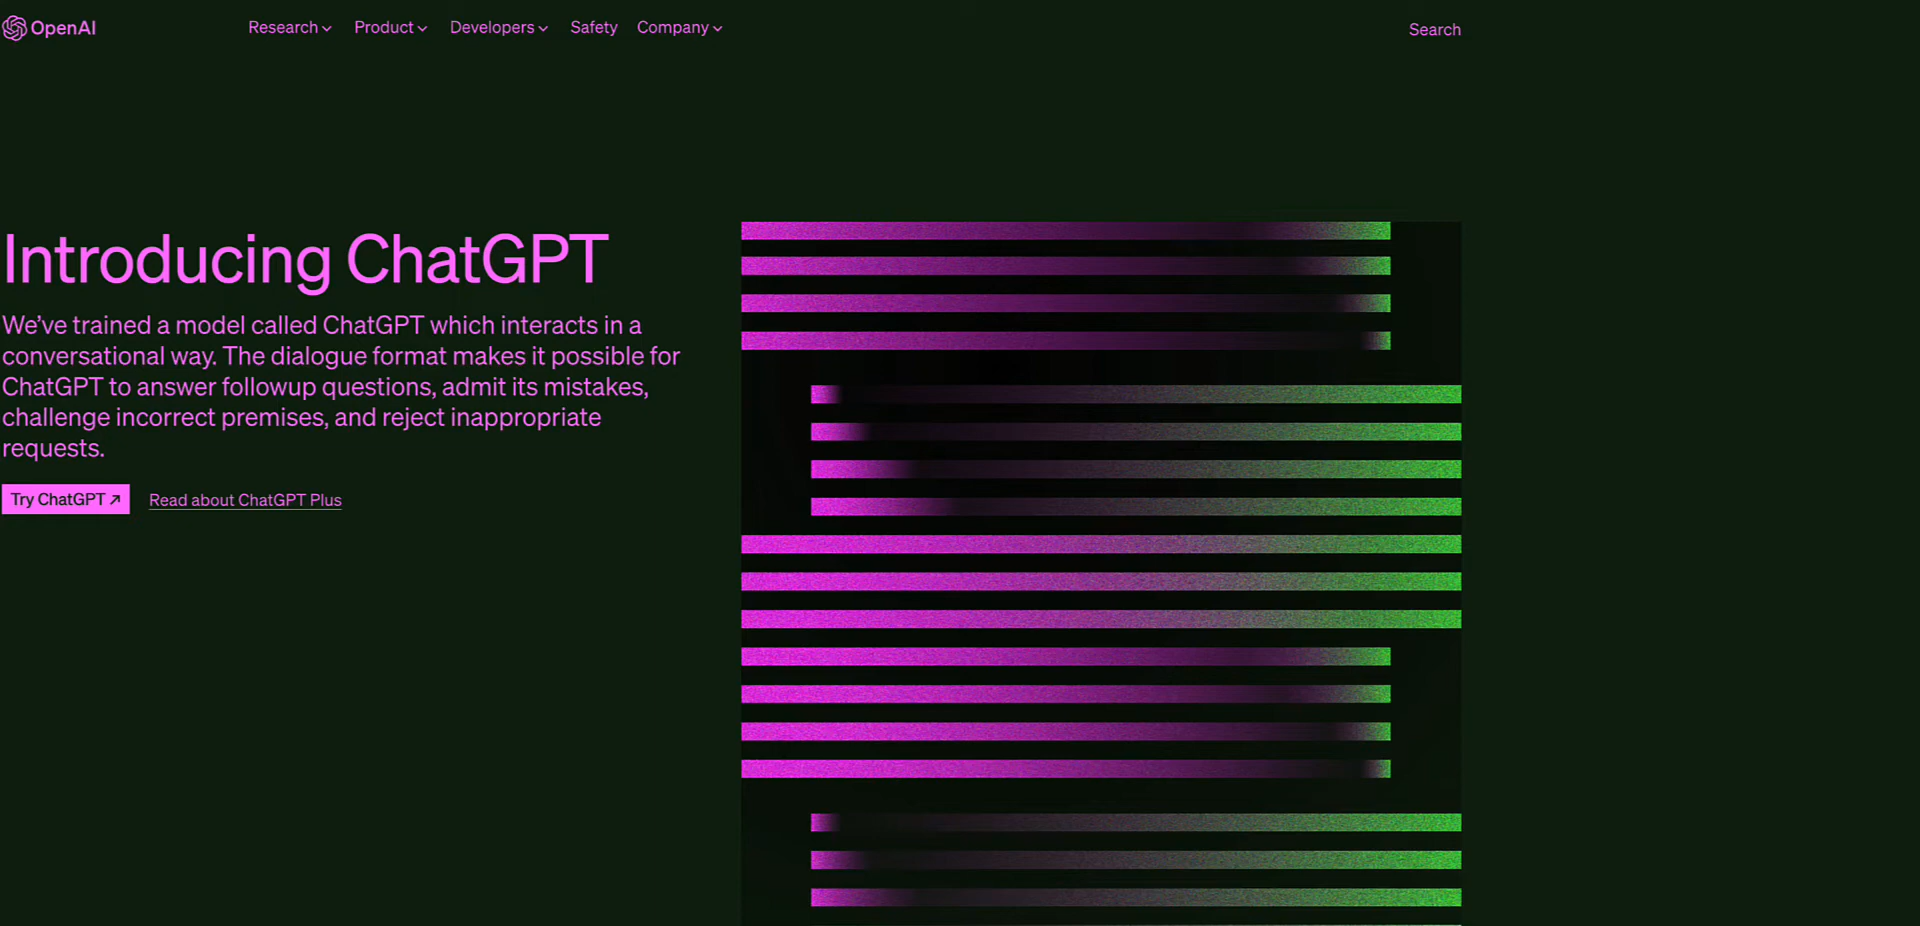 OpenAI Research Product Developers Safety Company Search
Introducing ChatGPT
We’ve trained a model called ChatGPT which interacts in a
conversational way. The dialogue format makes it possible for
ChatGPT to answer followup questions, admit its mistakes,
challenge incorrect premises, and reject inappropriate
requests.
Try ChatGPT ↗ Read about ChatGPT Plus